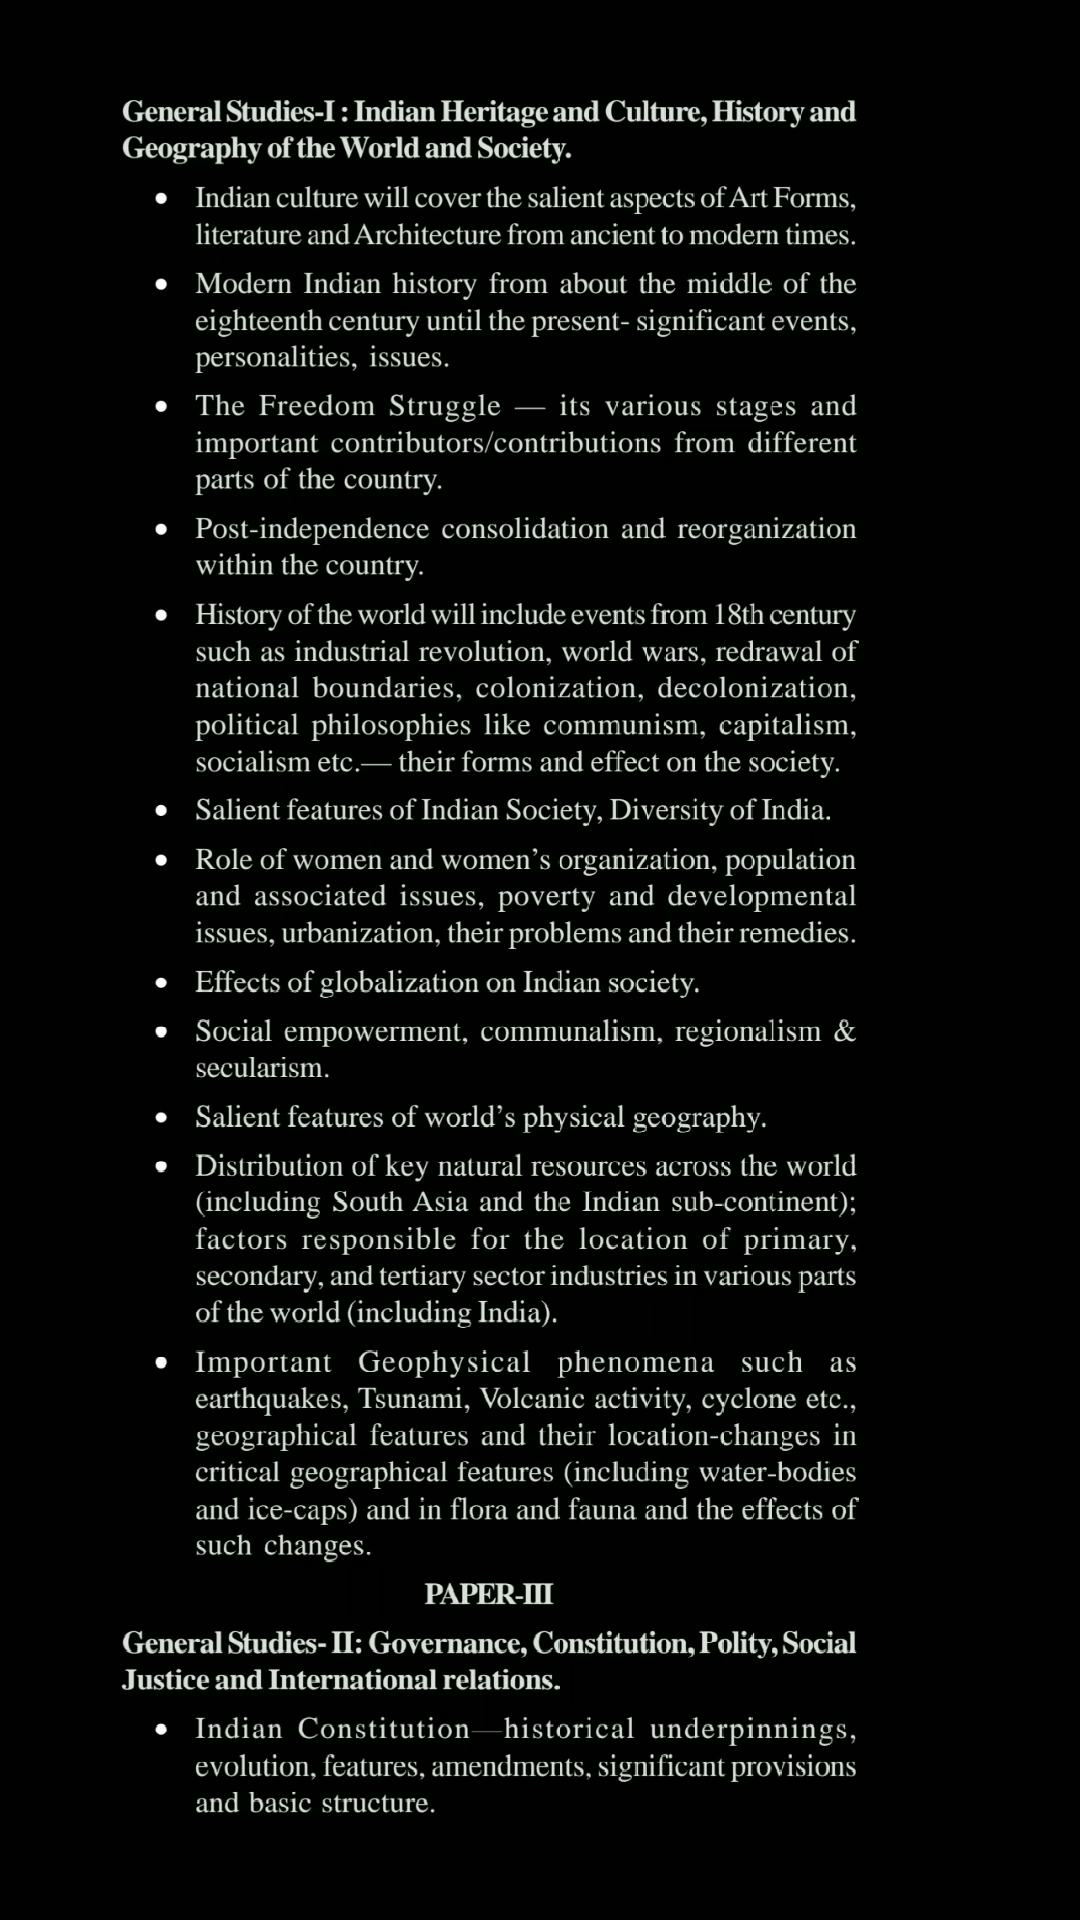 General Studies-I : Indian Heritage and Culture, History and
Geography of the World and Society.
• Indian culture will cover the salient aspects of Art Forms,
literature and Architecture from ancient to modern times.
• Modern Indian history from about the middle of the
eighteenth century until the present- significant events,
personalities, issues.
• The Freedom Struggle — its various stages and
important contributors/contributions from different
parts of the country.
• Post-independence consolidation and reorganization
within the country.
• History of the world will include events from 18th century
such as industrial revolution, world wars, redrawal of
national boundaries, colonization, decolonization,
political philosophies like communism, capitalism,
socialism etc.— their forms and effect on the society.
• Salient features of Indian Society, Diversity of India.
• Role of women and women’s organization, population
and associated issues, poverty and developmental
issues, urbanization, their problems and their remedies.
• Effects of globalization on Indian society.
• Social empowerment, communalism, regionalism &
secularism.
• Salient features of world’s physical geography.
• Distribution of key natural resources across the world
(including South Asia and the Indian sub-continent);
factors responsible for the location of primary,
secondary, and tertiary sector industries in various parts
of the world (including India).
• Important Geophysical phenomena such as
earthquakes, Tsunami, Volcanic activity, cyclone etc.,
geographical features and their location-changes in
critical geographical features (including water-bodies
and ice-caps) and in flora and fauna and the effects of
such changes.
PAPER-III
General Studies- II: Governance, Constitution, Polity, Social
Justice and International relations.
• Indian Constitution—historical underpinnings,
evolution, features, amendments, significant provisions
and basic structure.